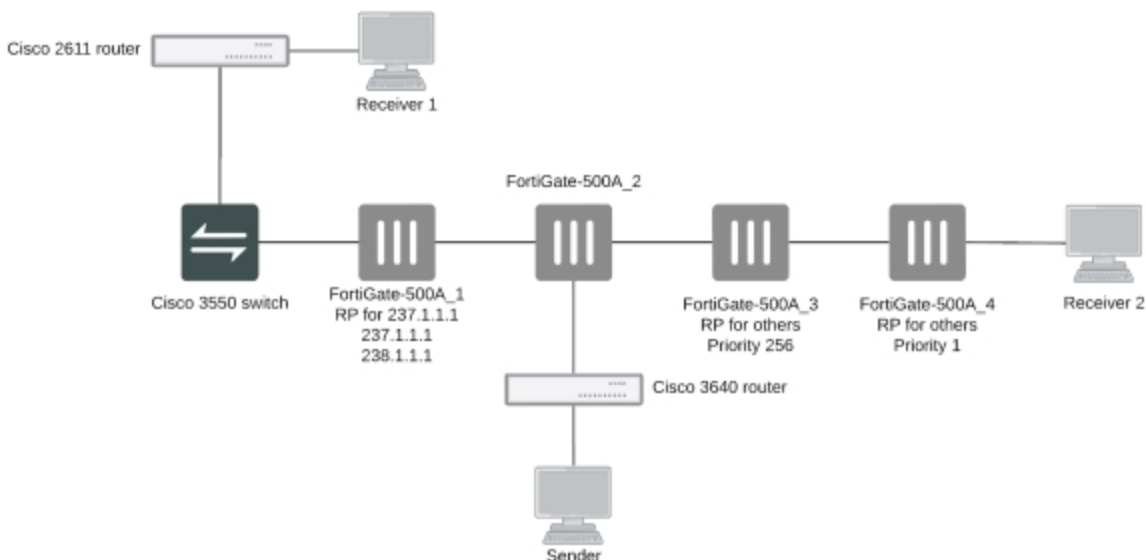 Cisco 2611 router
Receiver 1
FortiGate-500A_2
Cisco 3550 switch
FortiGate-500A_1
RP for 237.1.1.1
237.1.1.1
238.1.1.1
FortiGate-500A_3
RP for others
Priority 256
FortiGate-500A_4
RP for others
Priority 1
Receiver 2
Cisco 3640 router
Sender